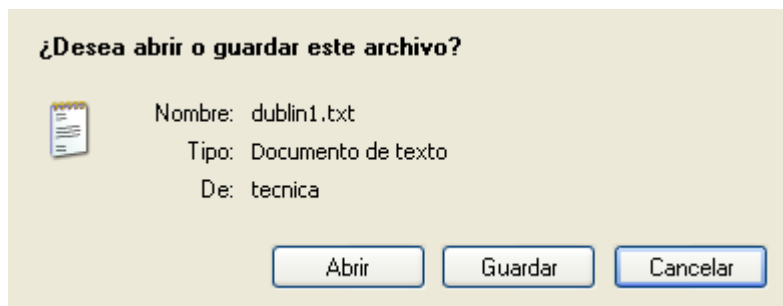 ¿Desea abrir o guardar este archivo?
Nombre: dublin1.txt
Tipo: Documento de texto
De: tecnica
Abrir Guardar Cancelar